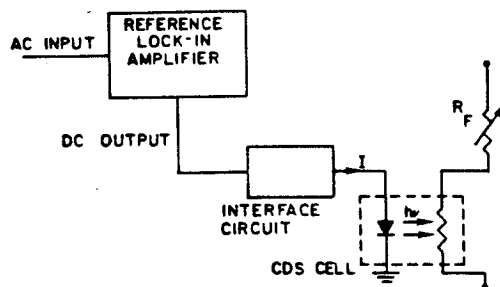 REFERENCE
LOCK-IN
AMPLIFIER
AC INPUT
DC OUTPUT
R F
I
INTERFACE
CIRCUIT
hν
CDS CELL